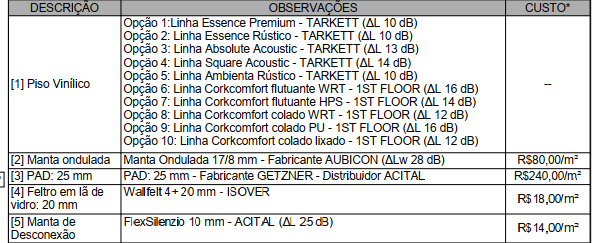 DESCRIÇÃO OBSERVAÇÕES CUSTO*
[1] Piso Vinílico
Opção 1:Linha Essence Premium - TARKETT (ΔL 10 dB)
Opção 2: Linha Essence Rústico - TARKETT (ΔL 10 dB)
Opção 3: Linha Absolute Acoustic - TARKETT (ΔL 13 dB)
Opção 4: Linha Square Acoustic - TARKETT (ΔL 14 dB)
Opção 5: Linha Ambienta Rústico - TARKETT (ΔL 10 dB)
Opção 6: Linha Corkcomfort flutuante WRT - 1ST FLOOR (ΔL 16 dB)
Opção 7: Linha Corkcomfort flutuante HPS - 1ST FLOOR (ΔL 14 dB)
Opção 8: Linha Corkcomfort colado WRT - 1ST FLOOR (ΔL 12 dB)
Opção 9: Linha Corkcomfort colado PU - 1ST FLOOR (ΔL 16 dB)
Opção 10: Linha Corkcomfort colado lixado - 1ST FLOOR (ΔL 12 dB)
--
[2] Manta ondulada Manta Ondulada 17/8 mm - Fabricante AUBICON (ΔLw 28 dB) R$80,00/m²
[3] PAD: 25 mm PAD: 25 mm - Fabricante GETZNER - Distribuidor ACITAL R$240,00/m²
[4] Feltro em lã de
vidro: 20 mm
Wallfelt 4+20 mm - ISOVER
R$18,00/m²
[5] Manta de
Desconexão
FlexSilenzio 10 mm - ACITAL (ΔL 25 dB)
R$14,00/m²